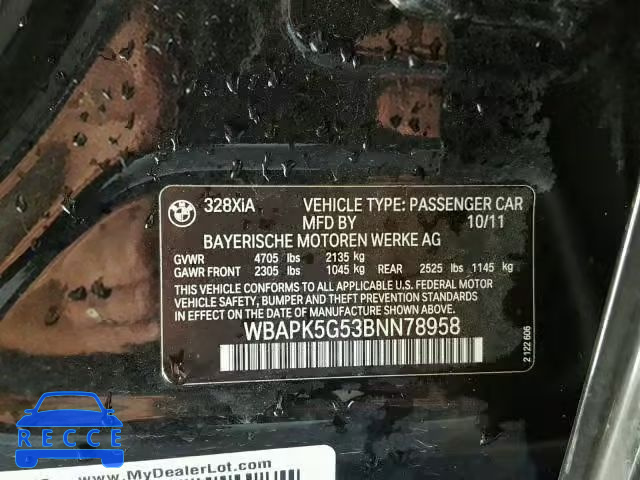 328XiA VEHICLE TYPE: PASSENGER CAR
MFD BY 10/11
BAYERISCHE MOTOREN WERKE AG
GVWR 4705 lbs 2135 kg
GAWR FRONT 2305 lbs 1045 kg REAR 2525 lbs 1145 kg
THIS VEHICLE CONFORMS TO ALL APPLICABLE U.S. FEDERAL MOTOR
VEHICLE SAFETY, BUMPER AND THEFT PREVENTION STANDARDS
IN EFFECT ON THE DATE OF MANUFACTURE SHOWN ABOVE.
WBAPK5G53BNN78958
2 122 606
RECCE
www.MyDealerLot.com